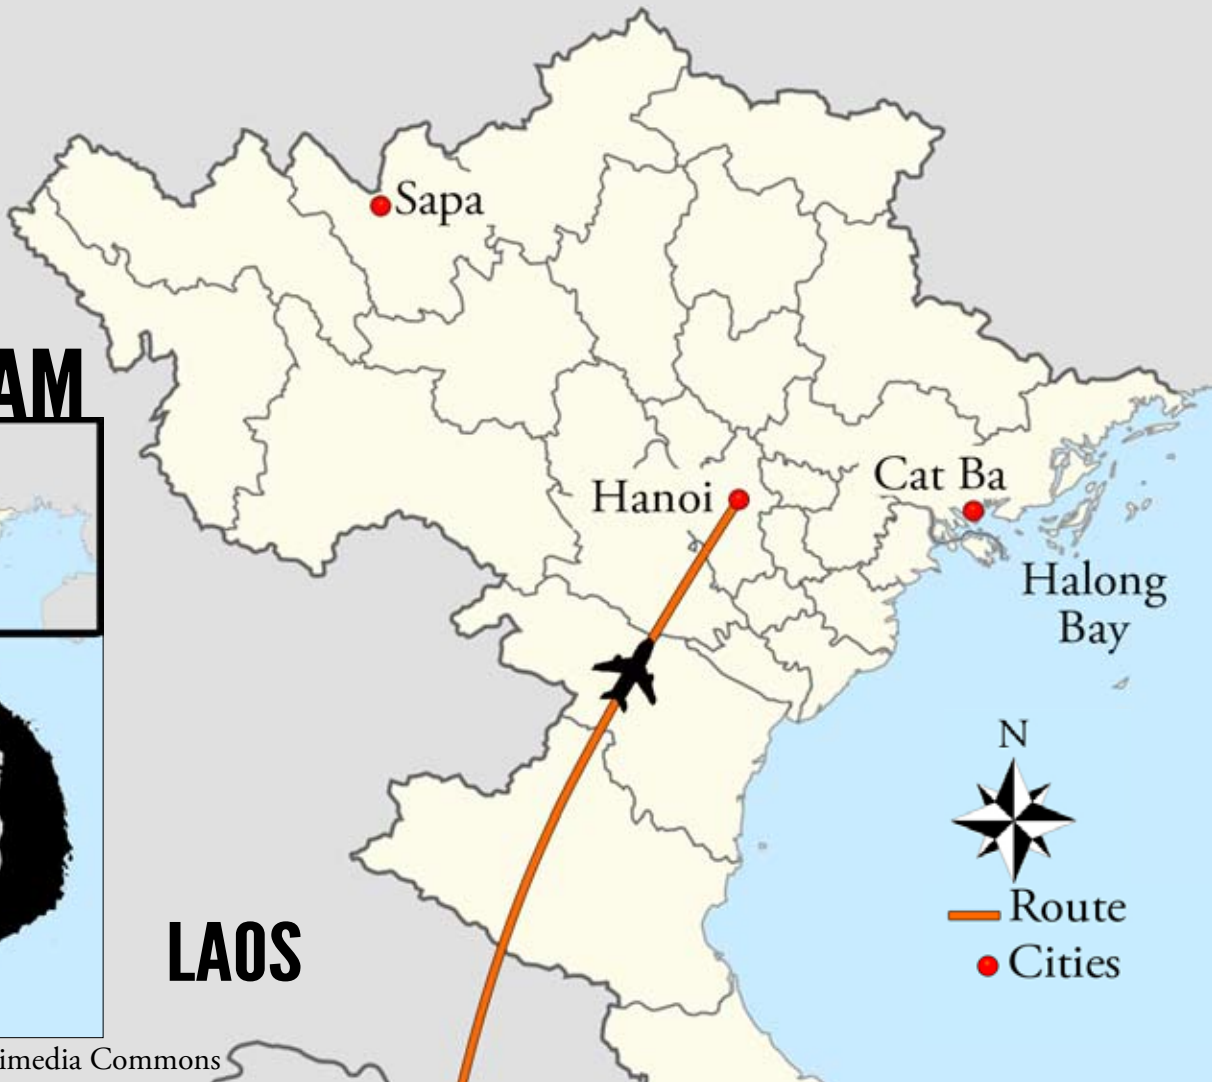 Sapa
AM
Hanoi
Cat Ba
Halong
Bay
N
Route
LAOS
Cities
imedia Commons